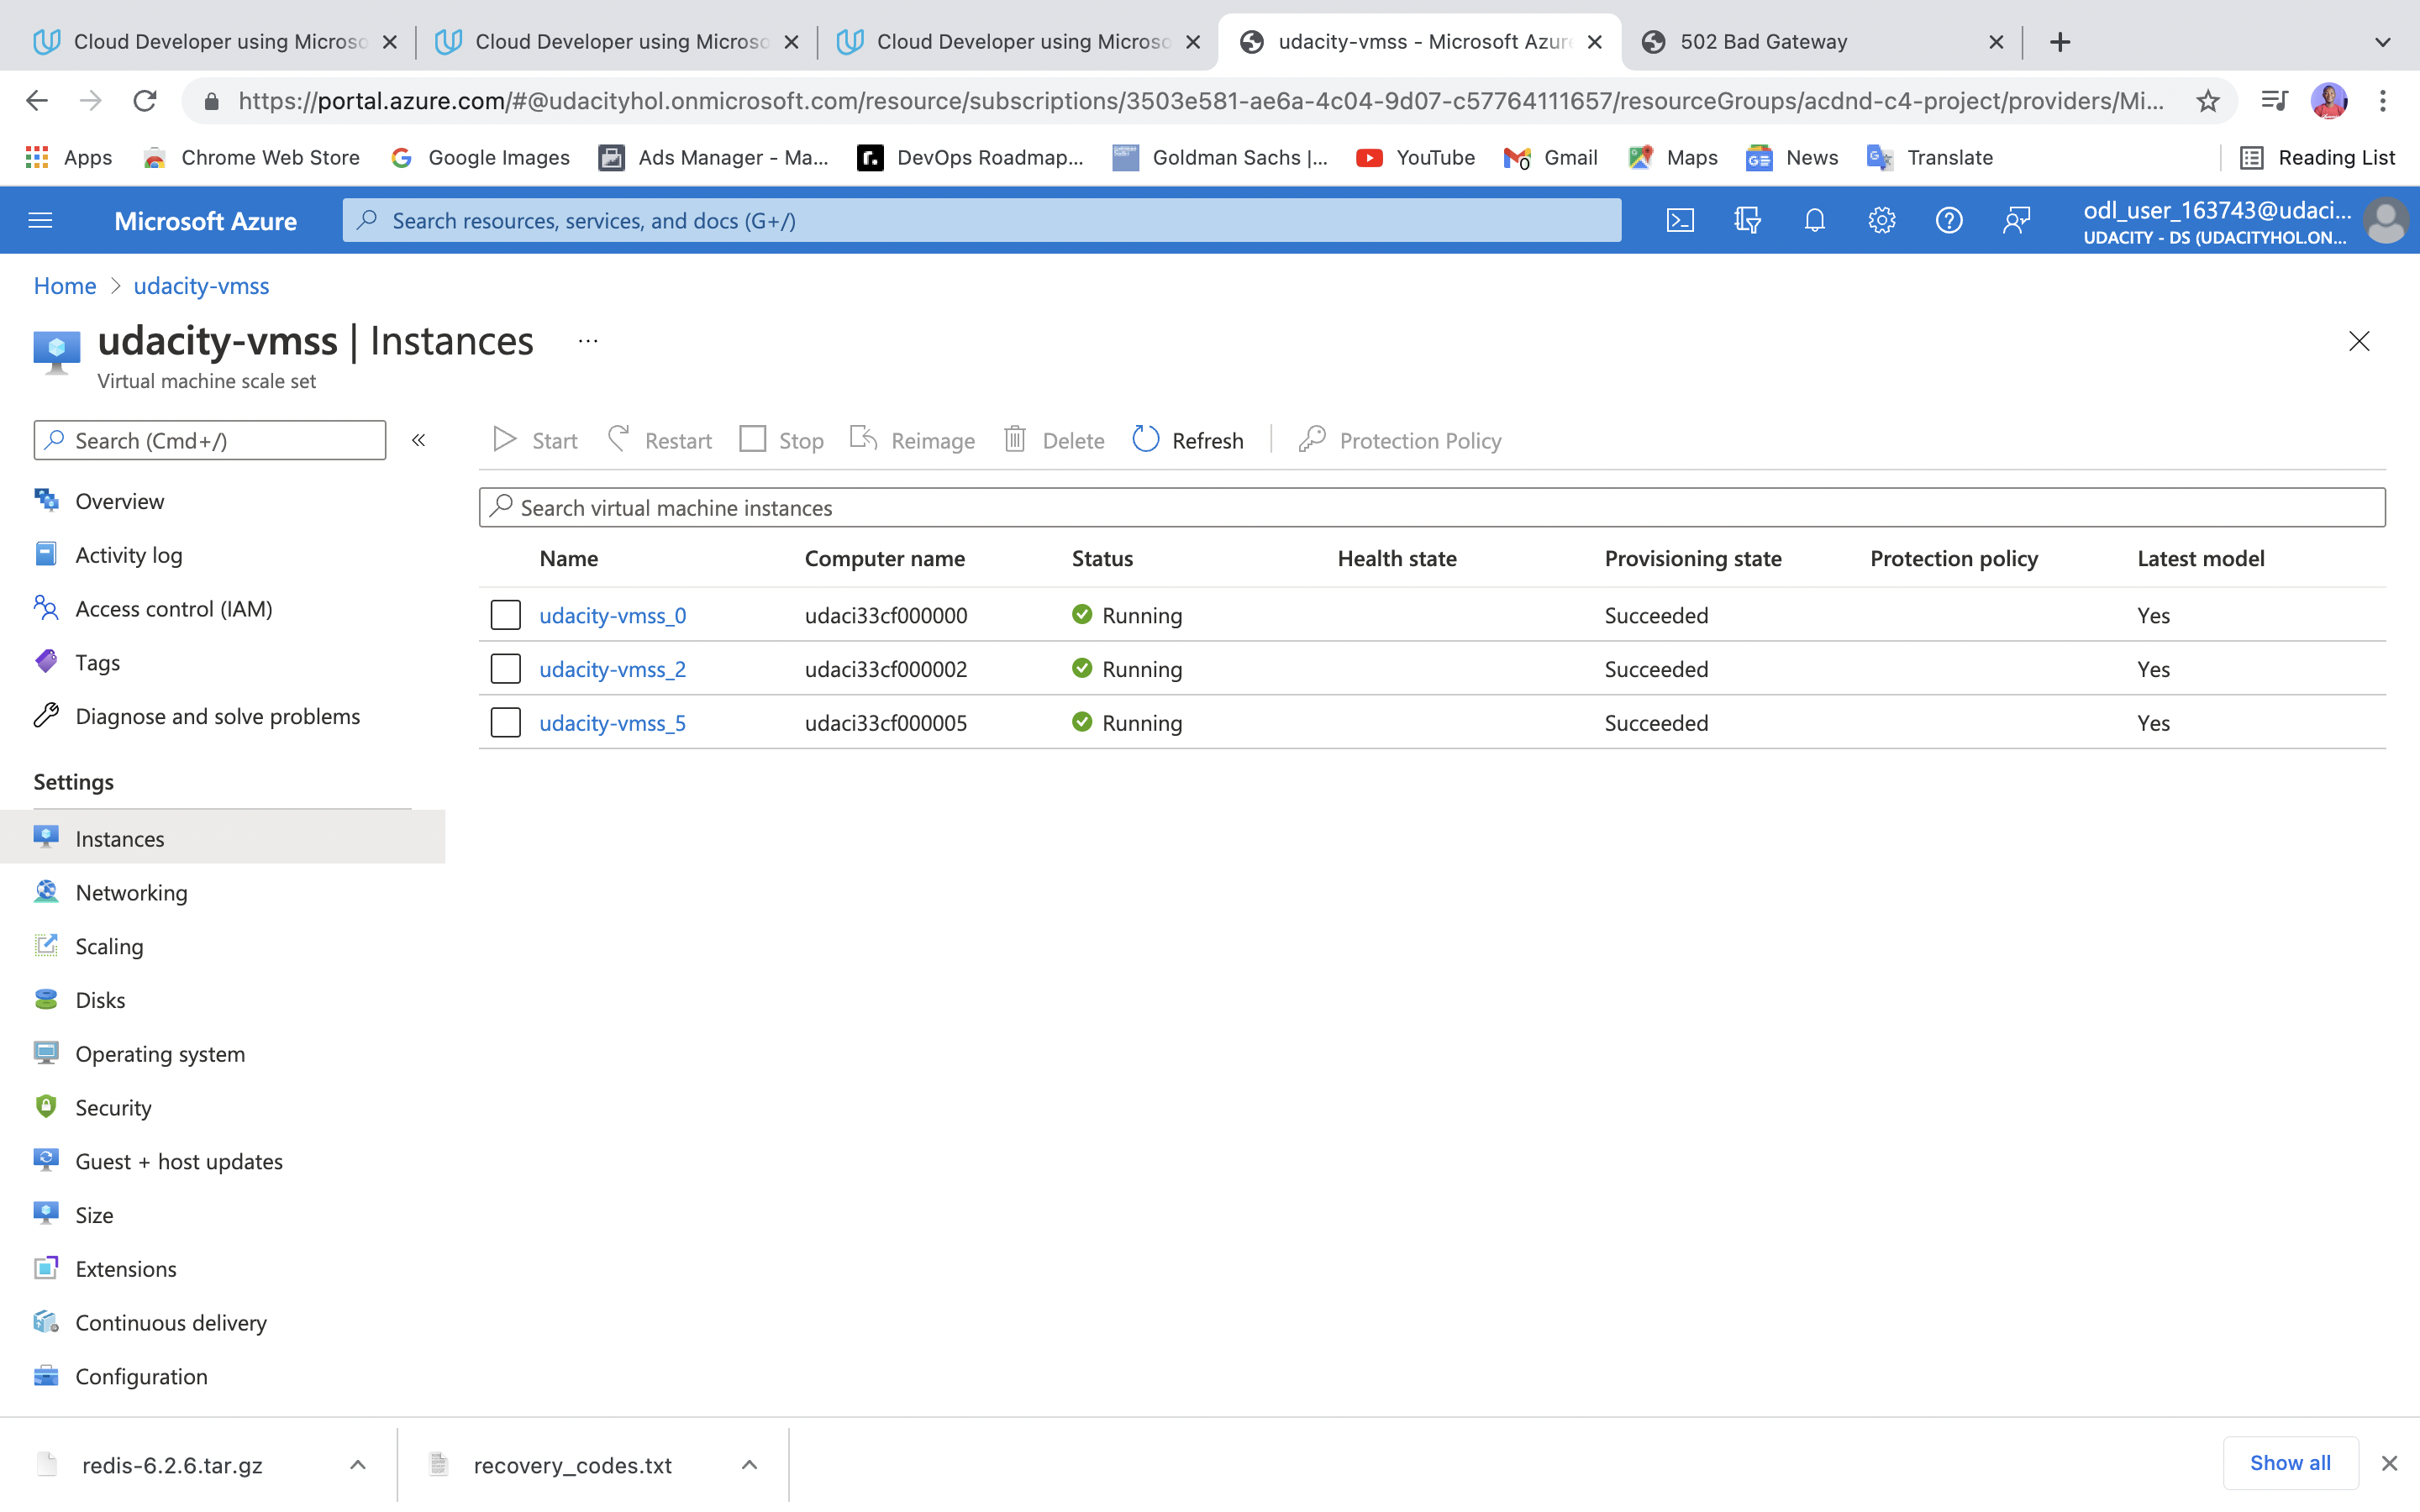 Cloud Developer using Microso
Cloud Developer using Microso
Cloud Developer using Microso
udacity-vmss - Microsoft Azure
502 Bad Gateway
https://portal.azure.com/#@udacityhol.onmicrosoft.com/resource/subscriptions/3503e581-ae6a-4c04-9d07-c57764111657/resourceGroups/acdnd-c4-project/providers/Mi...
Apps
Chrome Web Store
Google Images
Ads Manager - Ma...
DevOps Roadmap...
Goldman Sachs |...
YouTube
Gmail
Maps
News
Translate
Reading List
Microsoft Azure
Search resources, services, and docs (G+/)
odl_user_163743@udaci...
UDACITY - DS (UDACITYHOL.ON...
Home > udacity-vmss
udacity-vmss | Instances ...
Virtual machine scale set
Search (Cmd+/)
«
Start
Restart
Stop
Reimage
Delete
Refresh
Protection Policy
Search virtual machine instances
Name Computer name Status Health state Provisioning state Protection policy Latest model
udacity-vmss_0 udaci33cf000000 Running Succeeded Yes
udacity-vmss_2 udaci33cf000002 Running Succeeded Yes
udacity-vmss_5 udaci33cf000005 Running Succeeded Yes
Overview
Activity log
Access control (IAM)
Tags
Diagnose and solve problems
Settings
Instances
Networking
Scaling
Disks
Operating system
Security
Guest + host updates
Size
Extensions
Continuous delivery
Configuration
redis-6.2.6.tar.gz
recovery_codes.txt
Show all